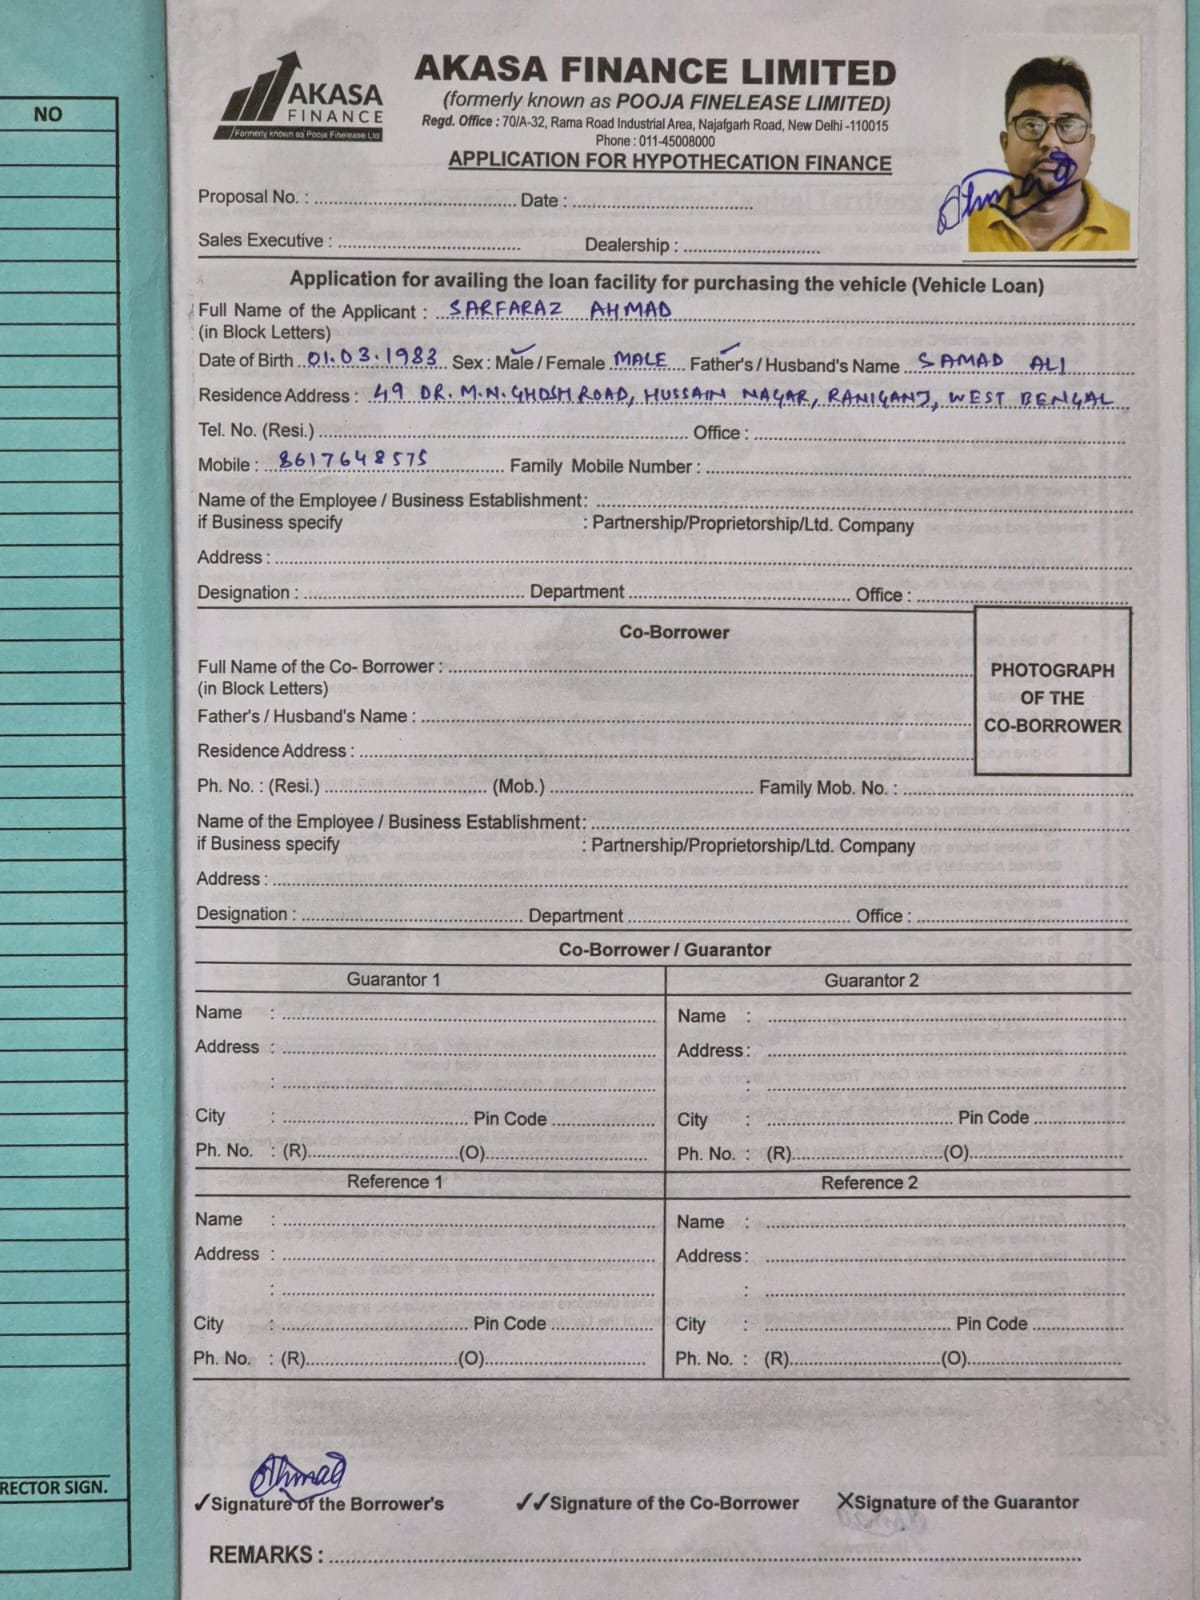 NO
AKASA
FINANCE
Formerly known as Pooja Finelease Ltd
AKASA FINANCE LIMITED
(formerly known as POOJA FINELEASE LIMITED)
Regd. Office : 70/A-32, Rama Road Industrial Area, Najafgarh Road, New Delhi -110015
Phone : 011-45008000
APPLICATION FOR HYPOTHECATION FINANCE
Ahmad
Proposal No. : Date :
Sales Executive : Dealership :
Application for availing the loan facility for purchasing the vehicle (Vehicle Loan)
Full Name of the Applicant : SARFARAZ AHMAD
(in Block Letters)
Date of Birth 01.03.1983 Sex : Male / Female MALE Father's / Husband's Name SAMAD ALI
Residence Address : 49 DR. M.N. GHOSH ROAD, HUSSAIN NAGAR, RANIGANJ, WEST BENGAL
Tel. No. (Resi.) Office :
Mobile : 8617648575 Family Mobile Number :
Name of the Employee / Business Establishment:
if Business specify : Partnership/Proprietorship/Ltd. Company
Address :
Designation : Department Office :
Co-Borrower
PHOTOGRAPH
OF THE
CO-BORROWER
Full Name of the Co- Borrower :
(in Block Letters)
Father's / Husband's Name :
Residence Address :
Ph. No. : (Resi.) (Mob.) Family Mob. No. :
Name of the Employee / Business Establishment:
if Business specify : Partnership/Proprietorship/Ltd. Company
Address :
Designation : Department Office :
Co-Borrower / Guarantor
Guarantor 1 Guarantor 2
Name : Name :
Address : Address :
: :
City : Pin Code City : Pin Code
Ph. No. : (R) (O) Ph. No. : (R) (O)
Reference 1 Reference 2
Name : Name :
Address : Address :
: :
City : Pin Code City : Pin Code
Ph. No. : (R) (O) Ph. No. : (R) (O)
Ahmad
RECTOR SIGN.
✓Signature of the Borrower's ✓✓Signature of the Co-Borrower XSignature of the Guarantor
REMARKS :